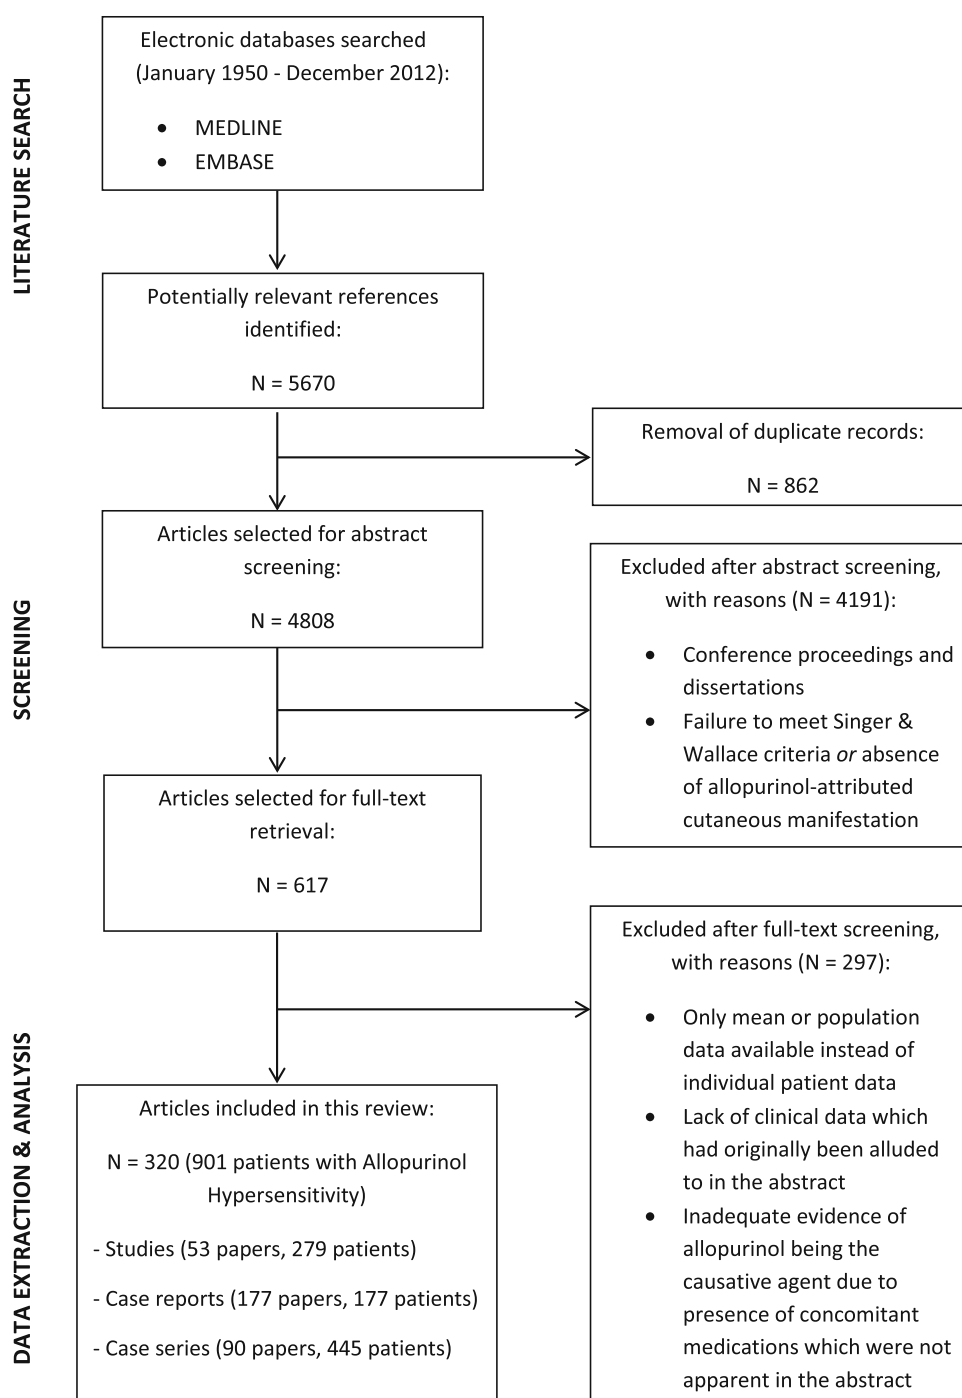 LITERATURE SEARCH
Electronic databases searched
(January 1950 - December 2012):
• MEDLINE
• EMBASE
Potentially relevant references
identified:
N = 5670
Removal of duplicate records:
N = 862
SCREENING
Articles selected for abstract
screening:
N = 4808
Excluded after abstract screening,
with reasons (N = 4191):
• Conference proceedings and
dissertations
• Failure to meet Singer &
Wallace criteria or absence
of allopurinol-attributed
cutaneous manifestation
Articles selected for full-text
retrieval:
N = 617
Excluded after full-text screening,
with reasons (N = 297):
• Only mean or population
data available instead of
individual patient data
• Lack of clinical data which
had originally been alluded
to in the abstract
• Inadequate evidence of
allopurinol being the
causative agent due to
presence of concomitant
medications which were not
apparent in the abstract
DATA EXTRACTION & ANALYSIS
Articles included in this review:
N = 320 (901 patients with Allopurinol
Hypersensitivity)
- Studies (53 papers, 279 patients)
- Case reports (177 papers, 177 patients)
- Case series (90 papers, 445 patients)